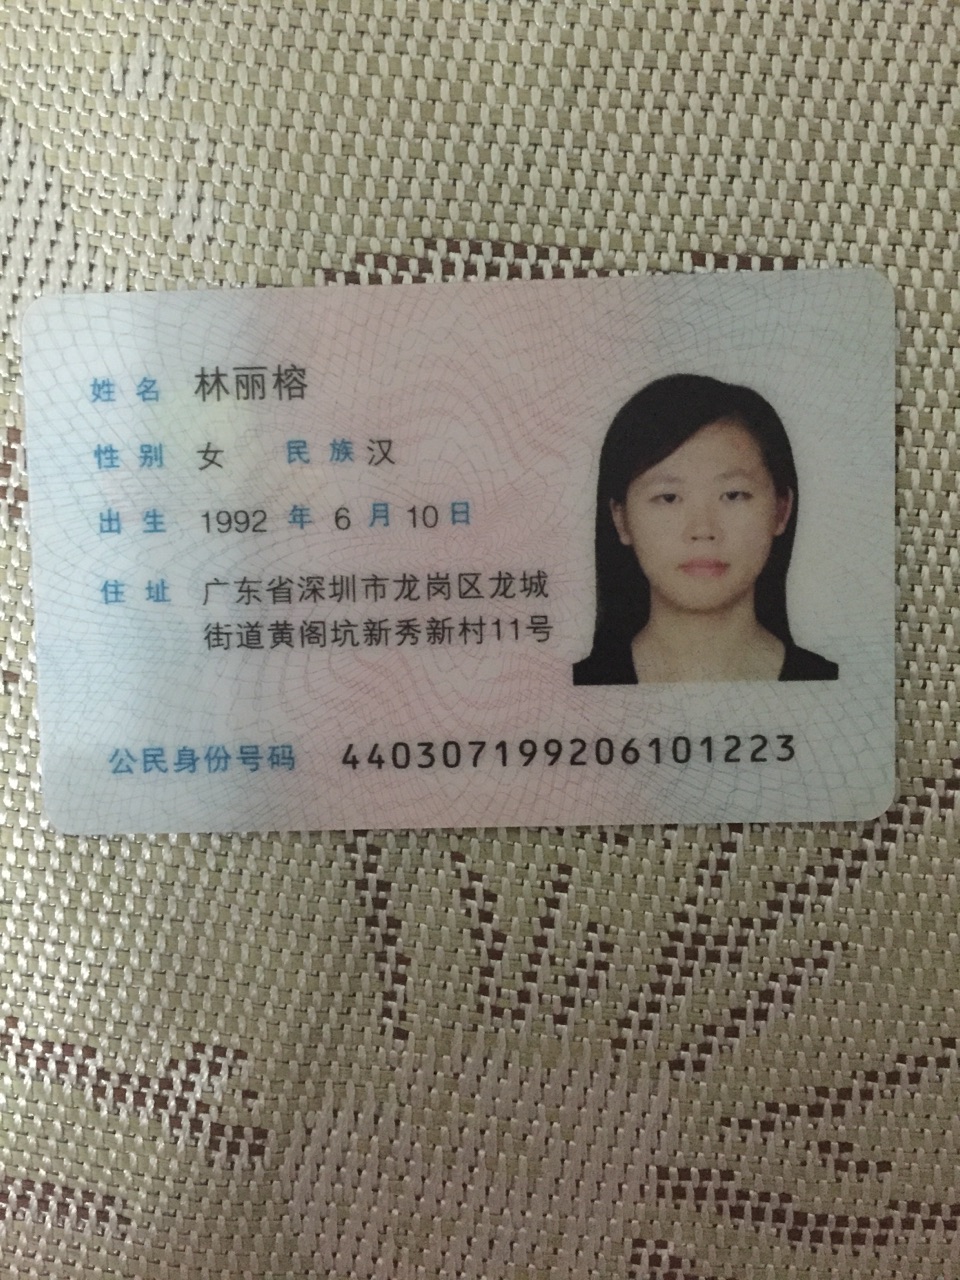 姓名 林丽榕
性别 女 民族 汉
出生 1992 年 6 月 10 日
住址 广东省深圳市龙岗区龙城
街道黄阁坑新秀新村11号
公民身份号码 440307199206101223